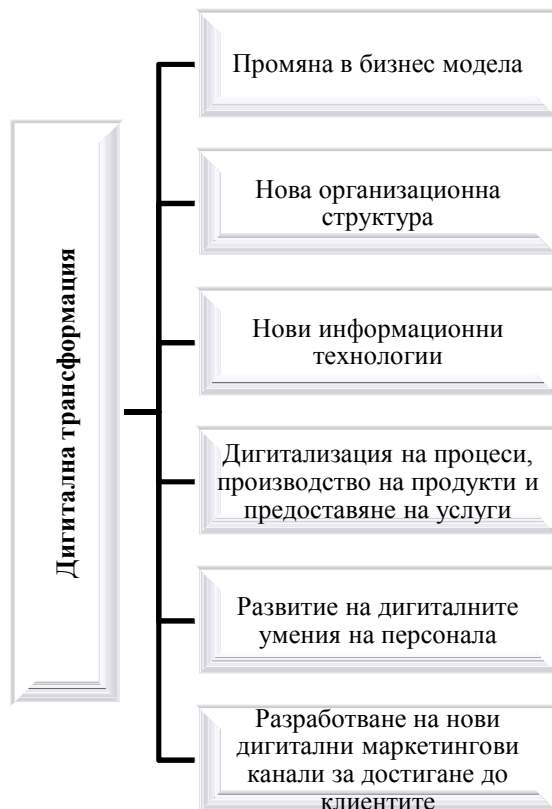 Дигитална трансформация
Промяна в бизнес модела
Нова организационна
структура
Нови информационни
технологии
Дигитализация на процеси,
производство на продукти и
предоставяне на услуги
Развитие на дигиталните
умения на персонала
Разработване на нови
дигитални маркетингови
канали за достигане до
клиентите